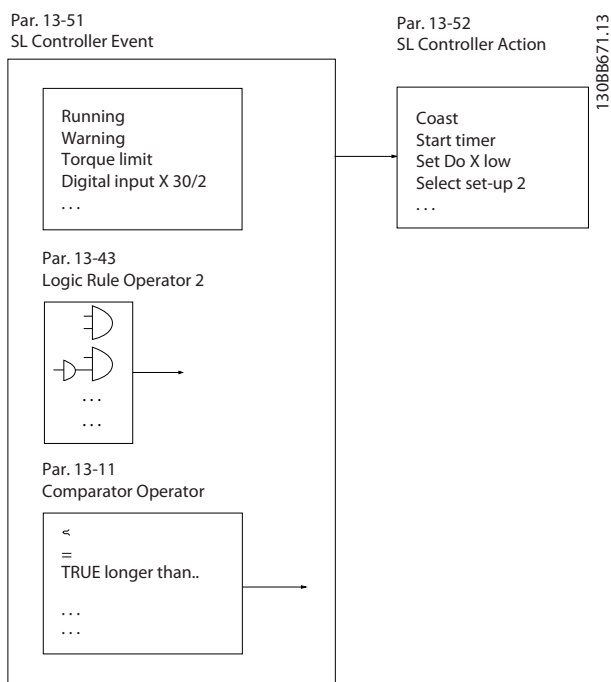 Par. 13-51
SL Controller Event
Par. 13-52
SL Controller Action
130BB671.13
Running
Warning
Torque limit
Digital input X 30/2
. . .
Coast
Start timer
Set Do X low
Select set-up 2
. . .
Par. 13-43
Logic Rule Operator 2
. . .
. . .
Par. 13-11
Comparator Operator
=
TRUE longer than..
. . .
. . .